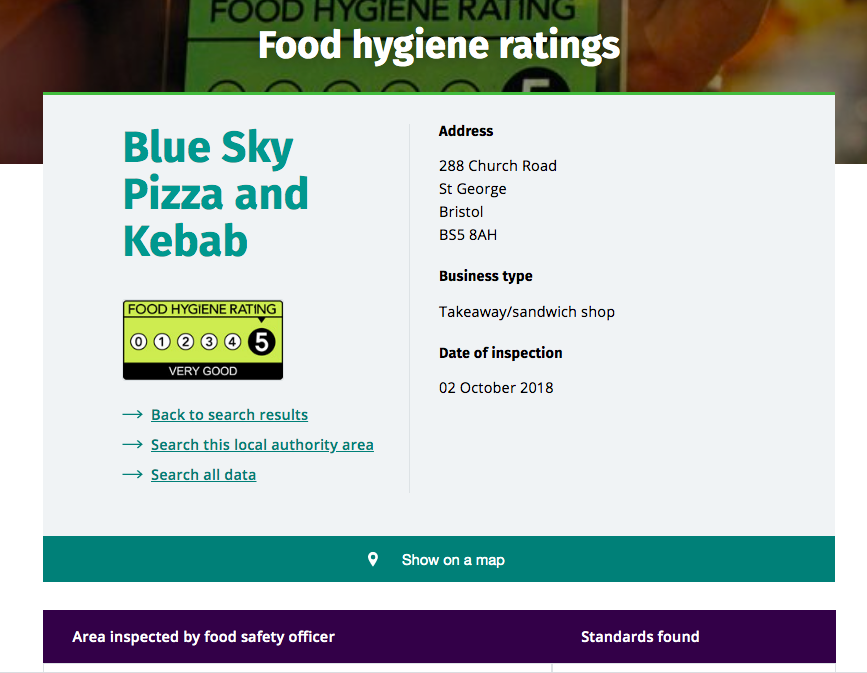 FOOD HYGIENE RATING
Food hygiene ratings
5
Blue Sky
Pizza and
Kebab
FOOD HYGIENE RATING
0 1 2 3 4 5
VERY GOOD
Back to search results
Search this local authority area
Search all data
Address
288 Church Road
St George
Bristol
BS5 8AH
Business type
Takeaway/sandwich shop
Date of inspection
02 October 2018
Show on a map
Area inspected by food safety officer
Standards found